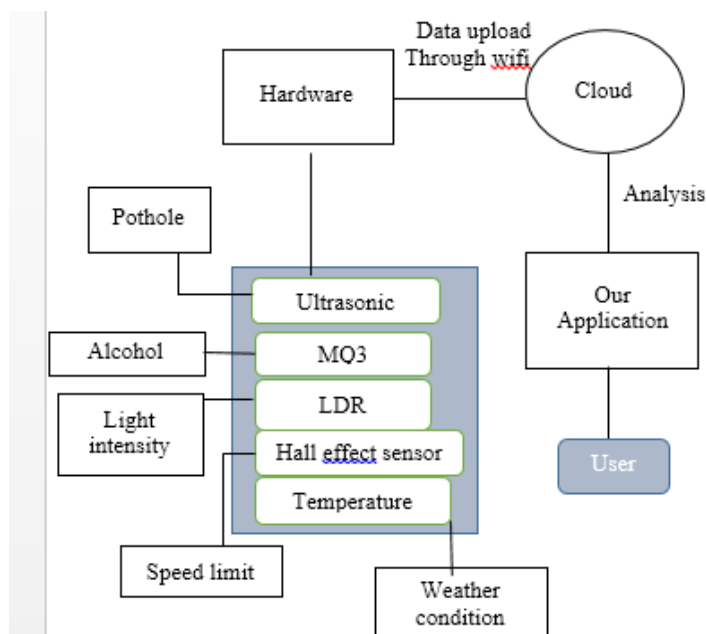 Data upload
Through wifi
Hardware
Cloud
Analysis
Pothole
Ultrasonic
Our
Application
Alcohol
MQ3
LDR
Light
intensity
Hall effect sensor
User
Temperature
Speed limit
Weather
condition